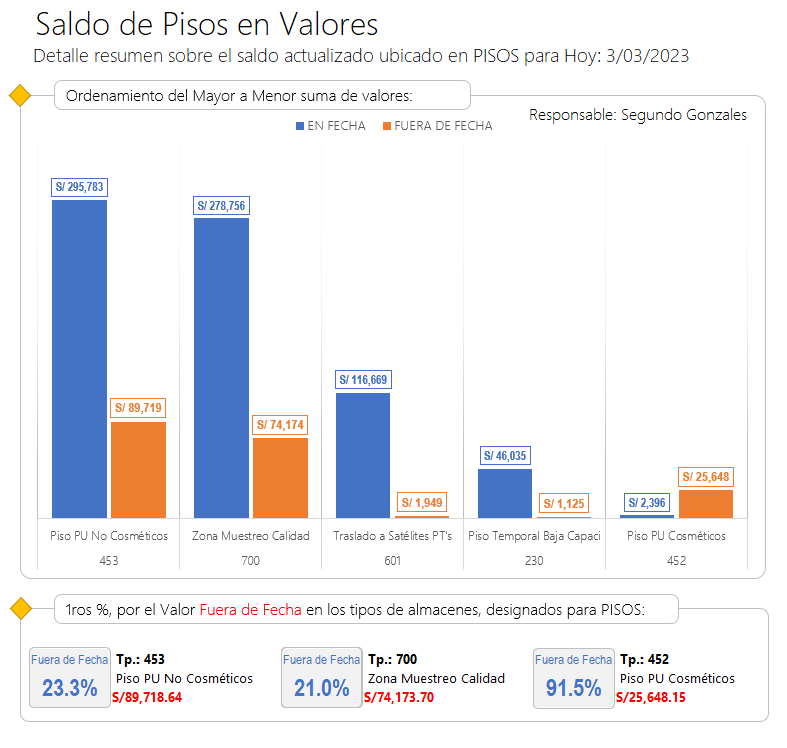 Saldo de Pisos en Valores
Detalle resumen sobre el saldo actualizado ubicado en PISOS para Hoy: 3/03/2023
Ordenamiento del Mayor a Menor suma de valores:
Responsable: Segundo Gonzales
EN FECHA FUERA DE FECHA
S/ 295,783
S/ 278,756
S/ 116,669
S/ 89,719
S/ 74,174
S/ 46,035
S/ 25,648
S/ 1,949
S/ 1,125
S/ 2,396
Piso PU No Cosméticos Zona Muestreo Calidad Traslado a Satélites PT's Piso Temporal Baja Capaci Piso PU Cosméticos
453 700 601 230 452
1ros %, por el Valor Fuera de Fecha en los tipos de almacenes, designados para PISOS:
Fuera de Fecha
23.3%
Tp.: 453
Piso PU No Cosméticos
S/89,718.64
Fuera de Fecha
21.0%
Tp.: 700
Zona Muestreo Calidad
S/74,173.70
Fuera de Fecha
91.5%
Tp.: 452
Piso PU Cosméticos
S/25,648.15